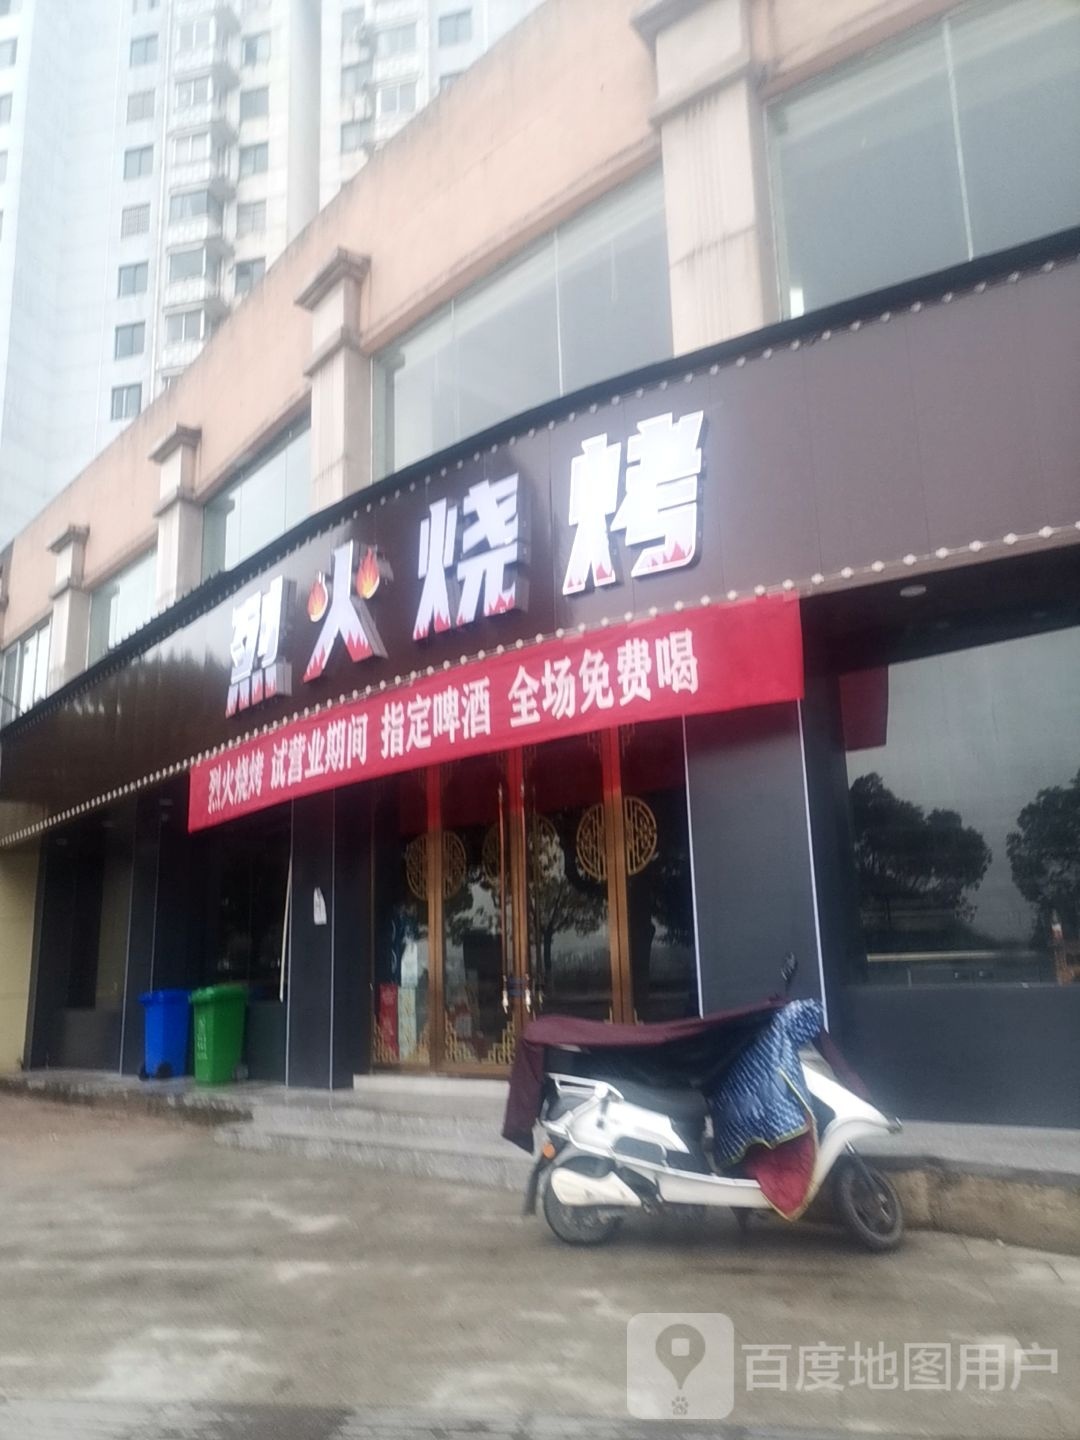 烈火烧烤
烈火烧烤 试营业期间 指定啤酒 全场免费喝
百度地图用户